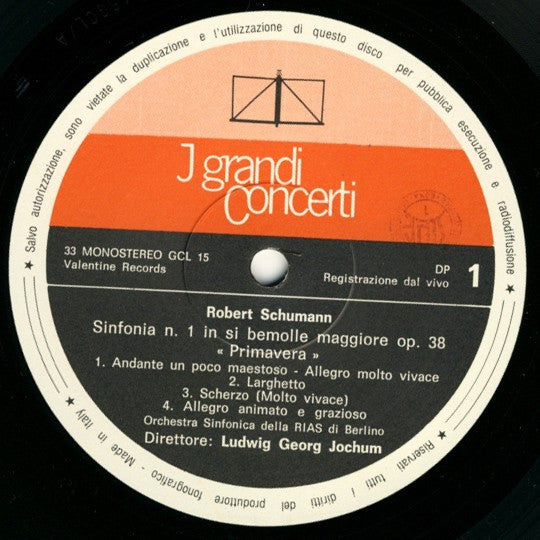 ★ Salvo autorizzazione, sono vietate la duplicazione e l'utilizzazione di questo disco per pubblica esecuzione e radiodiffusione ★
J grandi
Concerti
33 MONOSTEREO GCL 15
Valentine Records
DP
1
Registrazione dal vivo
Robert Schumann
Sinfonia n. 1 in si bemolle maggiore op. 38
« Primavera »
1. Andante un poco maestoso - Allegro molto vivace
2. Larghetto
3. Scherzo (Molto vivace)
4. Allegro animato e grazioso
Orchestra Sinfonica della RIAS di Berlino
Direttore: Ludwig Georg Jochum
★ Riservati tutti i diritti del produttore fonografico - Made in Italy ★